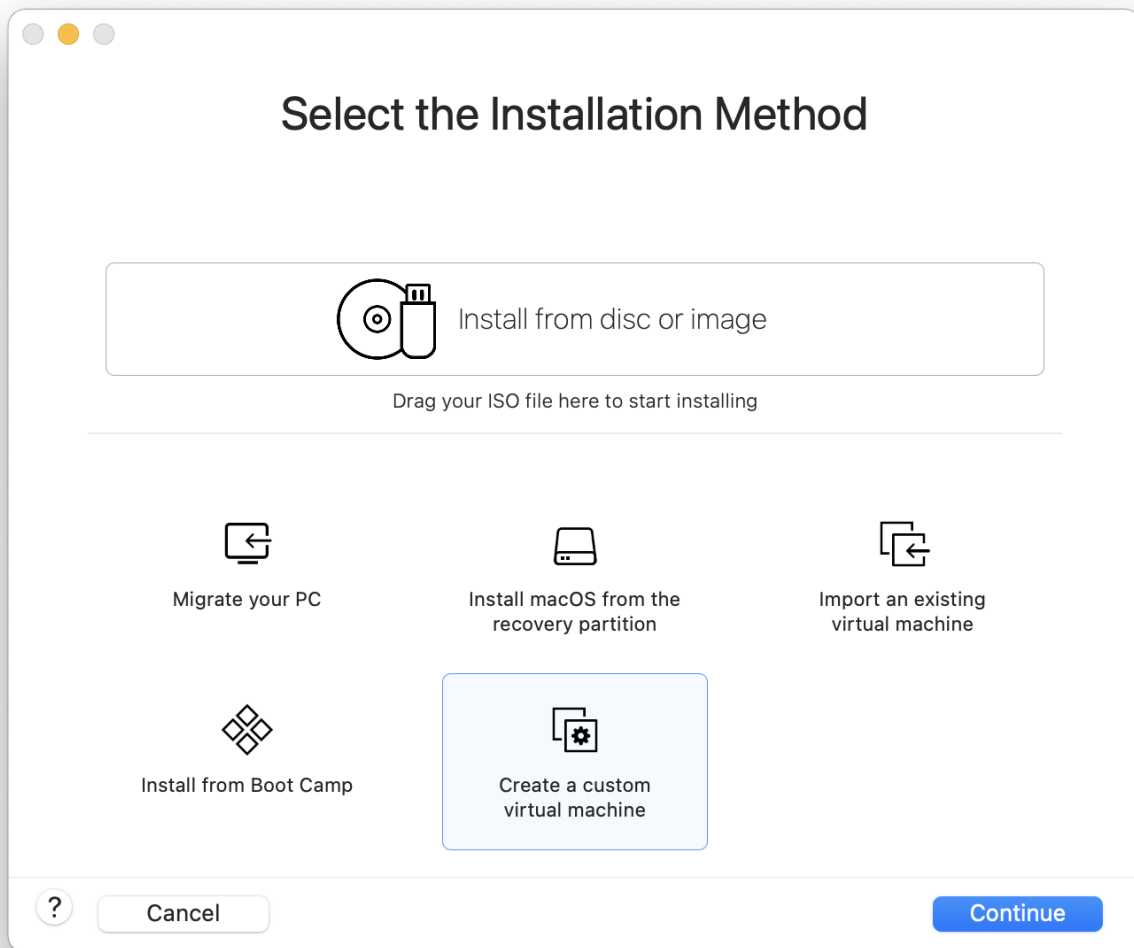 Select the Installation Method
Install from disc or image
Drag your ISO file here to start installing
Migrate your PC
Install macOS from the
recovery partition
Import an existing
virtual machine
Install from Boot Camp
Create a custom
virtual machine
?
Cancel
Continue